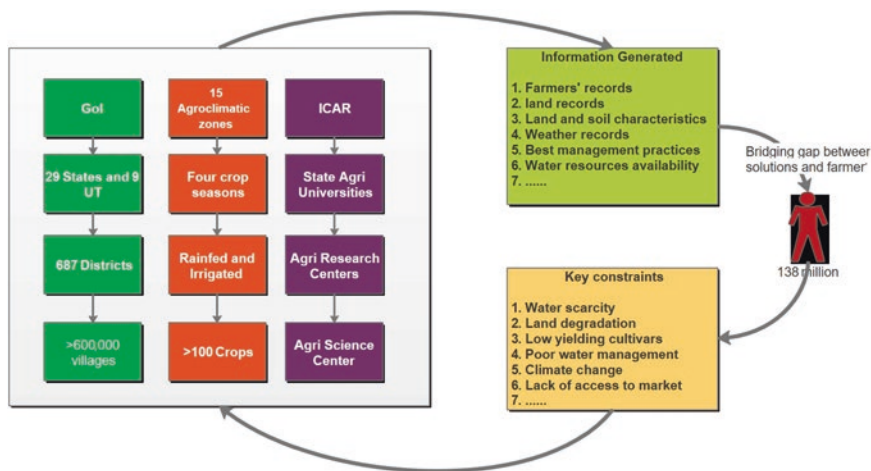 GoI
29 States and 9
UT
687 Districts
>600,000
villages
15
Agroclimatic
zones
Four crop
seasons
Rainfed and
Irrigated
>100 Crops
ICAR
State Agri
Universities
Agri Research
Centers
Agri Science
Center
Information Generated
1. Farmers' records
2. land records
3. Land and soil characteristics
4. Weather records
5. Best management practices
6. Water resources availability
7. ......
Bridging gap between
solutions and farmer'
138 million
Key constraints
1. Water scarcity
2. Land degradation
3. Low yielding cultivars
4. Poor water management
5. Climate change
6. Lack of access to market
7. ......